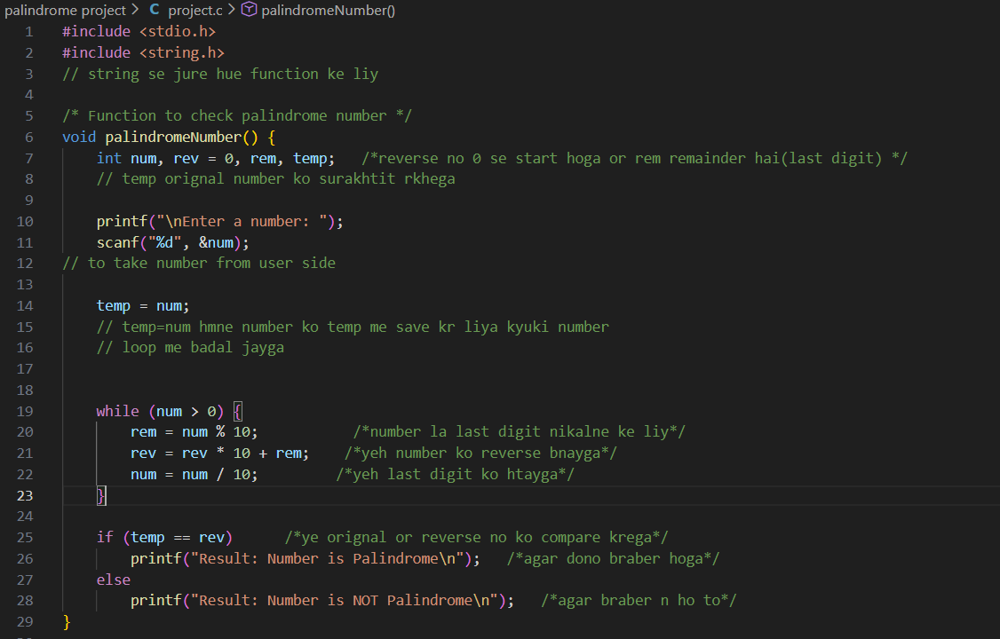 palindrome project > C project.c > palindromeNumber()
1 #include <stdio.h>
2 #include <string.h>
3 // string se jure hue function ke liy
4
5 /* Function to check palindrome number */
6 void palindromeNumber() {
7 int num, rev = 0, rem, temp; /*reverse no 0 se start hoga or rem remainder hai(last digit) */
8 // temp orignal number ko surakhtit rkhega
9
10 printf("\nEnter a number: ");
11 scanf("%d", &num);
12 // to take number from user side
13
14 temp = num;
15 // temp=num hmne number ko temp me save kr liya kyuki number
16 // loop me badal jayga
17
18
19 while (num > 0) {
20 rem = num % 10; /*number la last digit nikalne ke liy*/
21 rev = rev * 10 + rem; /*yeh number ko reverse bnayga*/
22 num = num / 10; /*yeh last digit ko htayga*/
23 }
24
25 if (temp == rev) /*ye orignal or reverse no ko compare krega*/
26 printf("Result: Number is Palindrome\n"); /*agar dono braber hoga*/
27 else
28 printf("Result: Number is NOT Palindrome\n"); /*agar braber n ho to*/
29 }